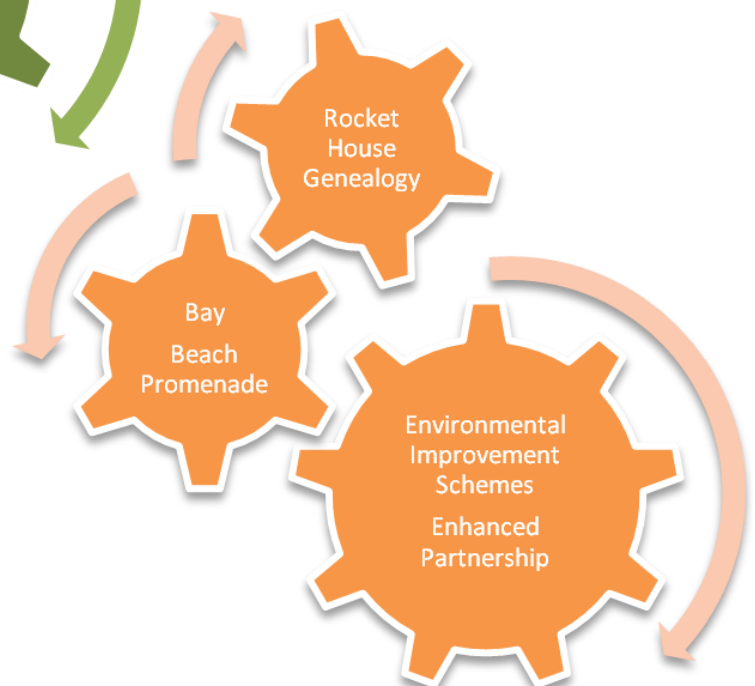 Rocket
House
Genealogy
Bay
Beach
Promenade
Environmental
Improvement
Schemes
Enhanced
Partnership